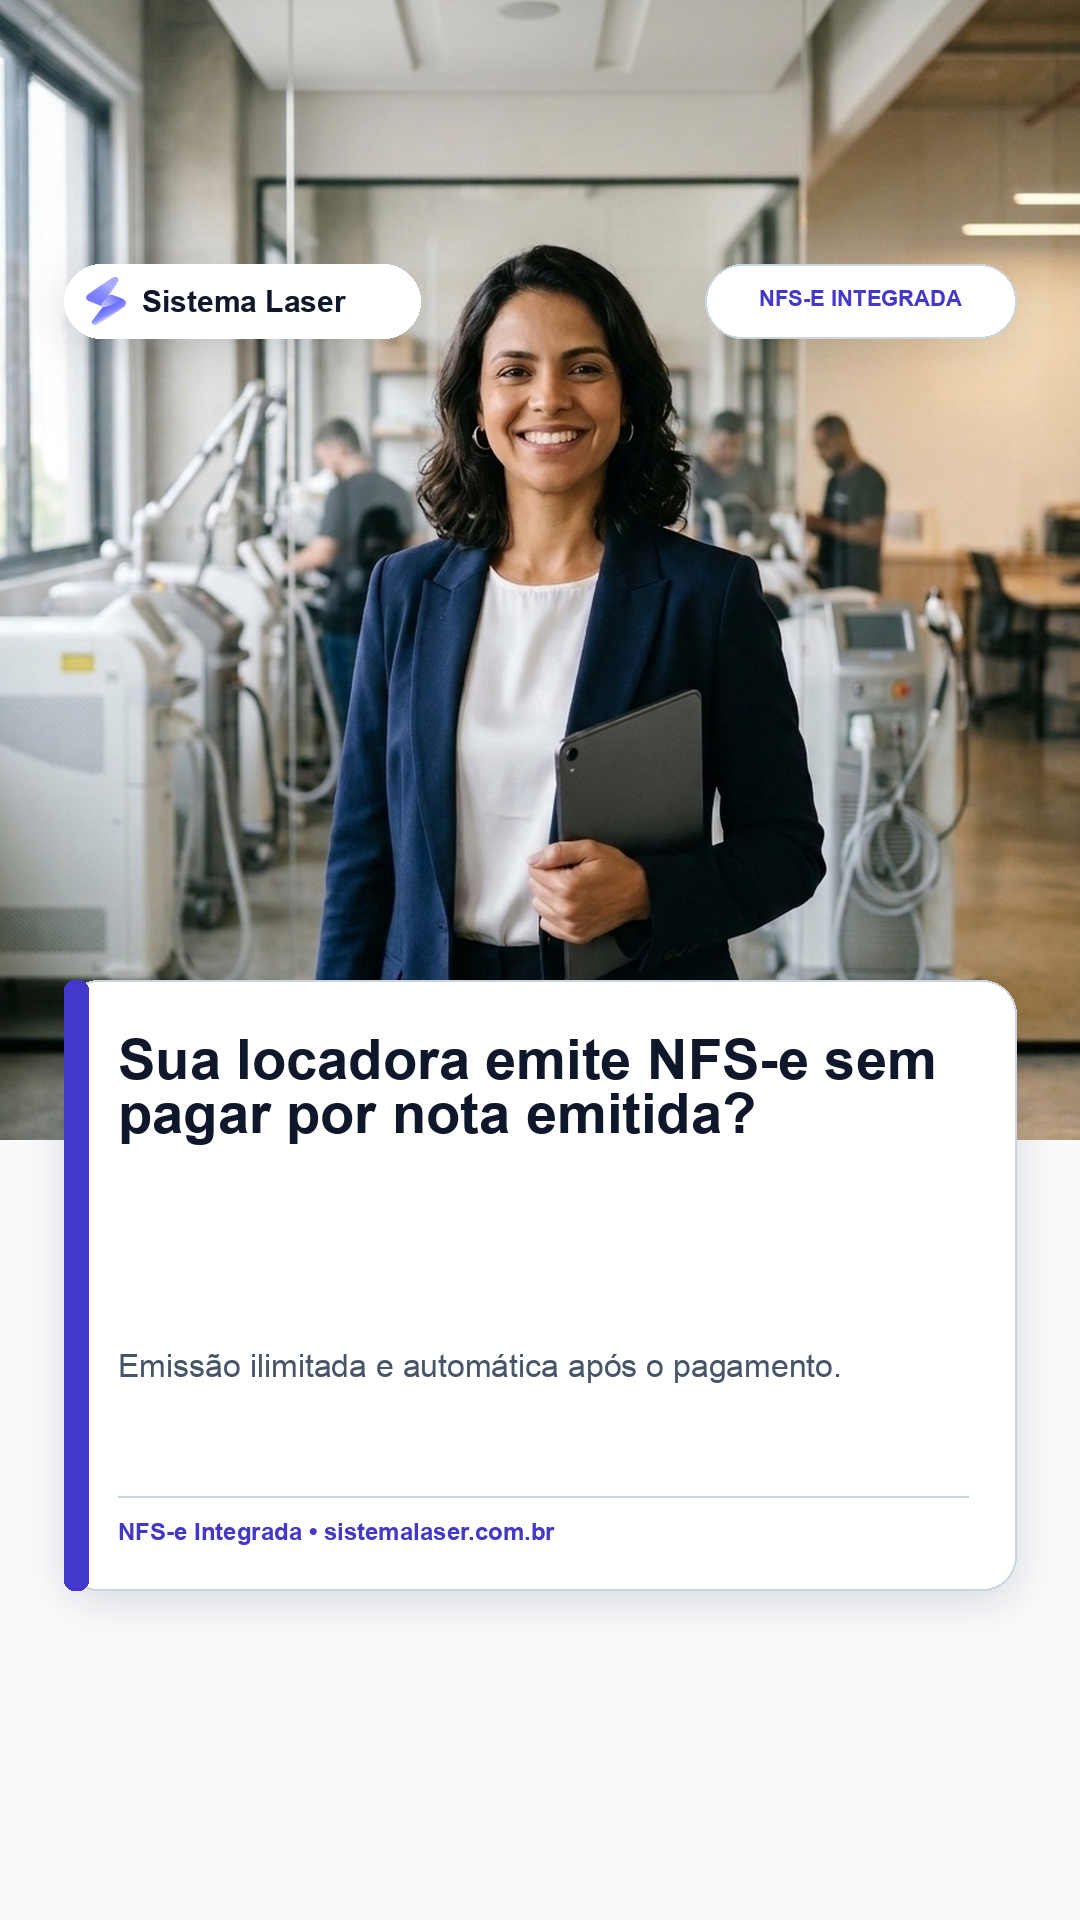 Sistema Laser
NFS-E INTEGRADA
Sua locadora emite NFS-e sem
pagar por nota emitida?
Emissão ilimitada e automática após o pagamento.
NFS-e Integrada • sistemalaser.com.br